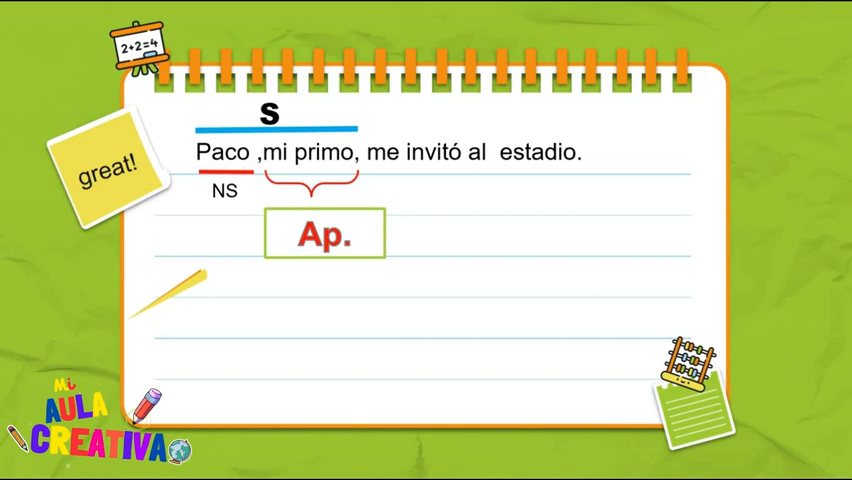 2+2=4
great!
S
Paco ,mi primo, me invitó al estadio.
NS
Ap.
Mi
AULA
CREATIVA